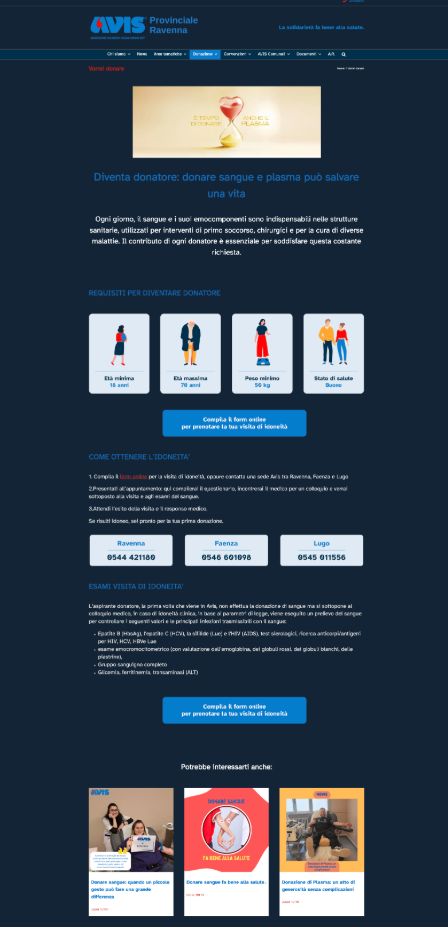 AVIS Provinciale
Ravenna
La solidarietà fa bene alla salute.
Chi siamo
News
Aree tematiche
Donazione
Convenzioni
AVIS Comunali
Documenti
Vorrei donare
È TEMPO DI DONARE ANCHE IL PLASMA
Diventa donatore: donare sangue e plasma può salvare
una vita
Ogni giorno, il sangue e i suoi emocomponenti sono indispensabili nelle strutture
sanitarie, utilizzati per interventi di primo soccorso, chirurgici e per la cura di diverse
malattie. Il contributo di ogni donatore è essenziale per soddisfare questa costante
richiesta.
REQUISITI PER DIVENTARE DONATORE
Età minima
18 anni
Età massima
70 anni
Peso minimo
50 kg
Stato di salute
Buono
Compila il form online
per prenotare la tua visita di idoneità
COME OTTENERE L'IDONEITA'
1. Compila il form online per la visita di idoneità, oppure contatta una sede Avis tra Ravenna, Faenza e Lugo.
2.Presentati all'appuntamento: qui compilerai il questionario, incontrerai il medico per un colloquio e verrai
sottoposto alla visita e agli esami del sangue.
3.Attendi l'esito della visita e il responso medico.
Se risulti idoneo, sei pronto per la tua prima donazione.
Ravenna
0544 421180
Faenza
0546 601098
Lugo
0545 011556
ESAMI VISITA DI IDONEITA'
L'aspirante donatore, la prima volta che viene in Avis, non effettua la donazione di sangue ma si sottopone al
colloquio medico. In caso di idoneità clinica, in base ai parametri di legge, viene eseguito un prelievo del sangue
per controllare i seguenti valori e le principali infezioni trasmissibili con il sangue:
Epatite B (HbsAg), l'epatite C (HCV), la sifilide (Lue) e l'HIV (AIDS), test sierologici, ricerca anticorpi/antigeni
per HIV, HCV, HBVe Lue
esame emocromocitometrico (con valutazione dell'emoglobina, dei globuli rossi, dei globuli bianchi, delle
piastrine),
Gruppo sanguigno completo
Glicemia, ferritinemia, transaminasi (ALT)
Compila il form online
per prenotare la tua visita di idoneità
Potrebbe interessarti anche:
AVIS
DONARE SANGUE
FA BENE ALLA SALUTE
AVIS
Donare sangue: quando un piccolo
gesto può fare una grande
differenza
Donare sangue fa bene alla salute.
Donazione di Plasma: un atto di
generosità senza complicazioni